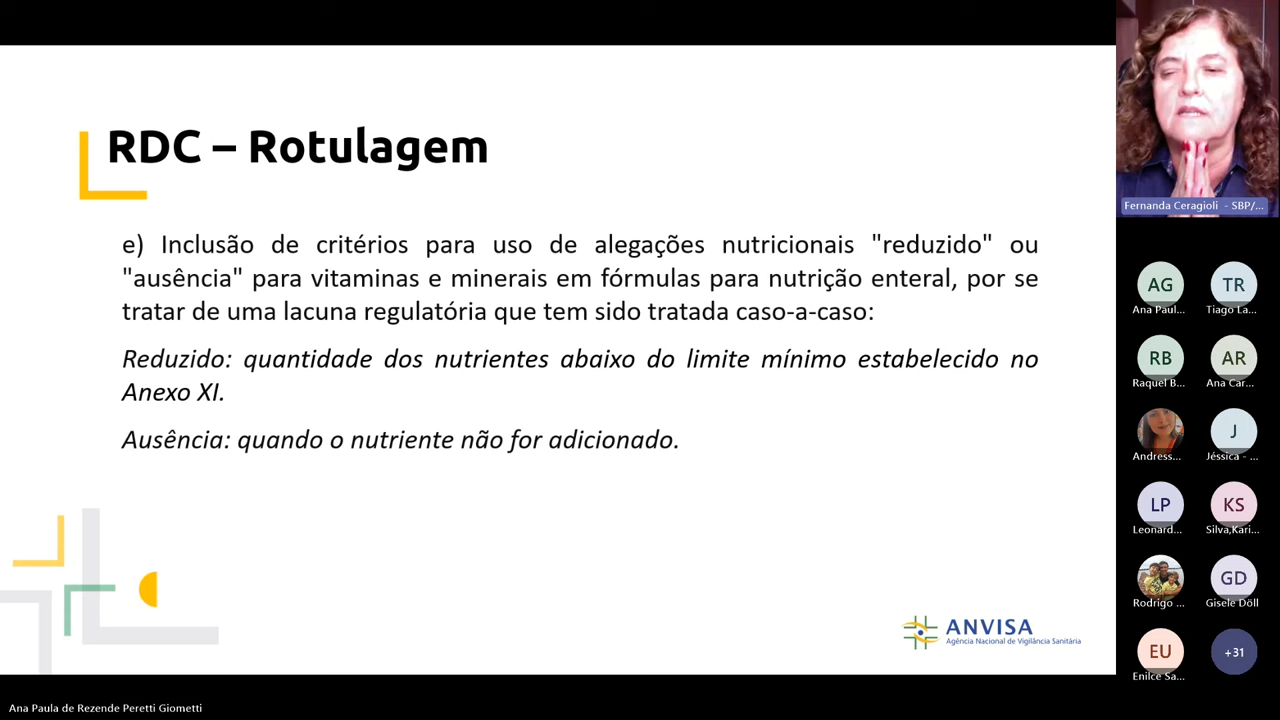 RDC – Rotulagem
e) Inclusão de critérios para uso de alegações nutricionais "reduzido" ou
"ausência" para vitaminas e minerais em fórmulas para nutrição enteral, por se
tratar de uma lacuna regulatória que tem sido tratada caso-a-caso:
Reduzido: quantidade dos nutrientes abaixo do limite mínimo estabelecido no
Anexo XI.
Ausência: quando o nutriente não for adicionado.
ANVISA
Agência Nacional de Vigilância Sanitária
Fernanda Ceragioli - SBP/...
AG
Ana Paul...
TR
Tiago La...
RB
Raquel B...
AR
Ana Car...
Andress...
J
Jéssica - ...
LP
Leonard...
KS
Silva,Kari...
Rodrigo ...
GD
Gisele Döll
EU
Enilce Sa...
+31
Ana Paula de Rezende Peretti Giometti